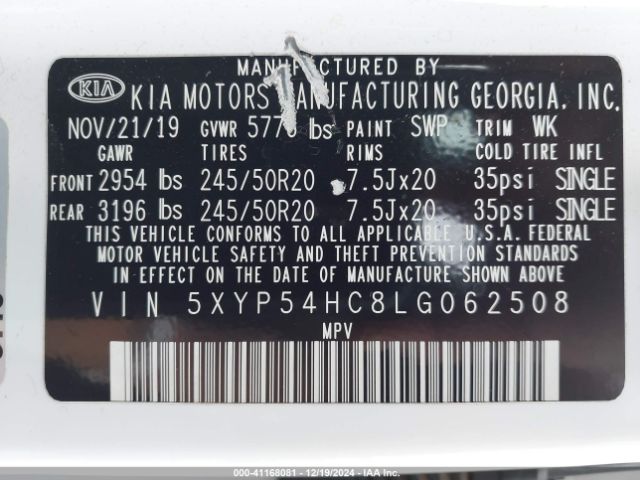 MANUFACTURED BY
KIA KIA MOTORS MANUFACTURING GEORGIA, INC.
NOV/21/19 GVWR lbs PAINT SWP TRIM WK
GAWR TIRES RIMS COLD TIRE INFL
FRONT 2954 lbs 245/50R20 7.5Jx20 35psi SINGLE
REAR 3196 lbs 245/50R20 7.5Jx20 35psi SINGLE
THIS VEHICLE CONFORMS TO ALL APPLICABLE U.S.A. FEDERAL
MOTOR VEHICLE SAFETY AND THEFT PREVENTION
STANDARDS IN EFFECT ON THE DATE OF MANUFACTURE SHOWN ABOVE.
VIN 5XYP54HC8LG062508
MPV
000-41168081 - 12/19/2024 - IAA Inc.